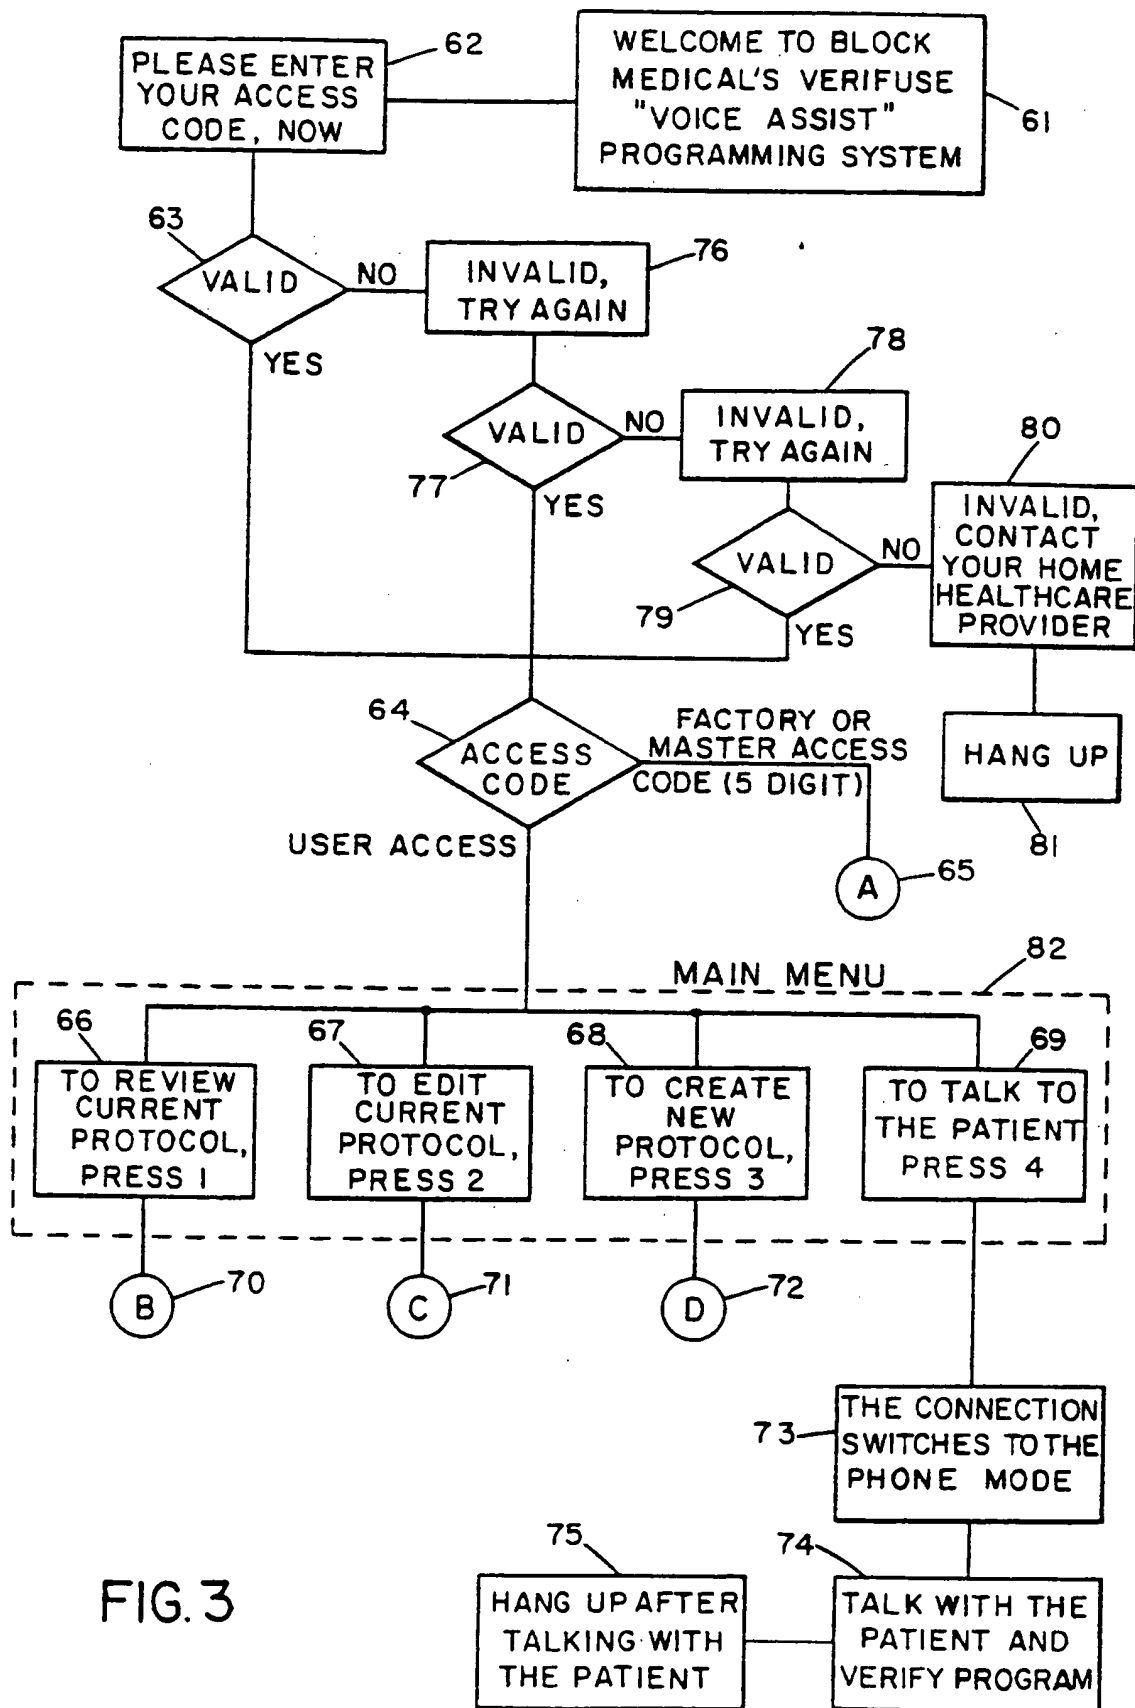 62
PLEASE ENTER
YOUR ACCESS
CODE, NOW
WELCOME TO BLOCK
MEDICAL'S VERIFUSE
"VOICE ASSIST"
PROGRAMMING SYSTEM
61
63
VALID
NO
YES
76
INVALID,
TRY AGAIN
77
VALID
NO
YES
78
INVALID,
TRY AGAIN
79
VALID
NO
YES
80
INVALID,
CONTACT
YOUR HOME
HEALTHCARE
PROVIDER
HANG UP
81
64
ACCESS
CODE
FACTORY OR
MASTER ACCESS
CODE (5 DIGIT)
USER ACCESS
A
65
82
MAIN MENU
66
TO REVIEW
CURRENT
PROTOCOL,
PRESS 1
67
TO EDIT
CURRENT
PROTOCOL,
PRESS 2
68
TO CREATE
NEW
PROTOCOL,
PRESS 3
69
TO TALK TO
THE PATIENT
PRESS 4
B
70
C
71
D
72
73
THE CONNECTION
SWITCHES TO THE
PHONE MODE
74
TALK WITH THE
PATIENT AND
VERIFY PROGRAM
75
HANG UP AFTER
TALKING WITH
THE PATIENT
FIG. 3